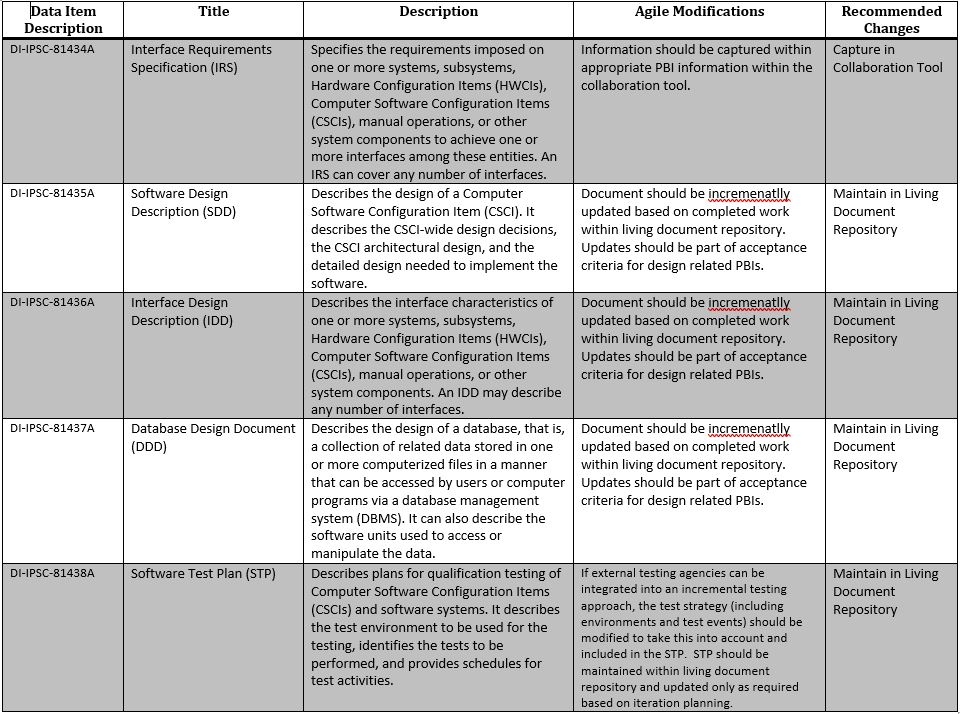 Data Item Description
Title
Description
Agile Modifications
Recommended Changes
DI-IPSC-81434A
Interface Requirements
Specification (IRS)
Specifies the requirements imposed on
one or more systems, subsystems,
Hardware Configuration Items (HWCIs),
Computer Software Configuration Items
(CSCIs), manual operations, or other
system components to achieve one or
more interfaces among these entities. An
IRS can cover any number of interfaces.
Information should be captured within
appropriate PBI information within the
collaboration tool.
Capture in
Collaboration Tool
DI-IPSC-81435A
Software Design
Description (SDD)
Describes the design of a Computer
Software Configuration Item (CSCI). It
describes the CSCI-wide design decisions,
the CSCI architectural design, and the
detailed design needed to implement the
software.
Document should be incremenatlly
updated based on completed work
within living document repository.
Updates should be part of acceptance
criteria for design related PBIs.
Maintain in Living
Document
Repository
DI-IPSC-81436A
Interface Design
Description (IDD)
Describes the interface characteristics of
one or more systems, subsystems,
Hardware Configuration Items (HWCIs),
Computer Software Configuration Items
(CSCIs), manual operations, or other
system components. An IDD may describe
any number of interfaces.
Document should be incremenatlly
updated based on completed work
within living document repository.
Updates should be part of acceptance
criteria for design related PBIs.
Maintain in Living
Document
Repository
DI-IPSC-81437A
Database Design Document
(DDD)
Describes the design of a database, that is,
a collection of related data stored in one
or more computerized files in a manner
that can be accessed by users or computer
programs via a database management
system (DBMS). It can also describe the
software units used to access or
manipulate the data.
Document should be incremenatlly
updated based on completed work
within living document repository.
Updates should be part of acceptance
criteria for design related PBIs.
Maintain in Living
Document
Repository
DI-IPSC-81438A
Software Test Plan (STP)
Describes plans for qualification testing of
Computer Software Configuration Items
(CSCIs) and software systems. It describes
the test environment to be used for the
testing, identifies the tests to be
performed, and provides schedules for
test activities.
If external testing agencies can be
integrated into an incremental testing
approach, the test strategy (including
environments and test events) should be
modified to take this into account and
included in the STP.  STP should be
maintained within living document
repository and updated only as required
based on iteration planning.
Maintain in Living
Document
Repository